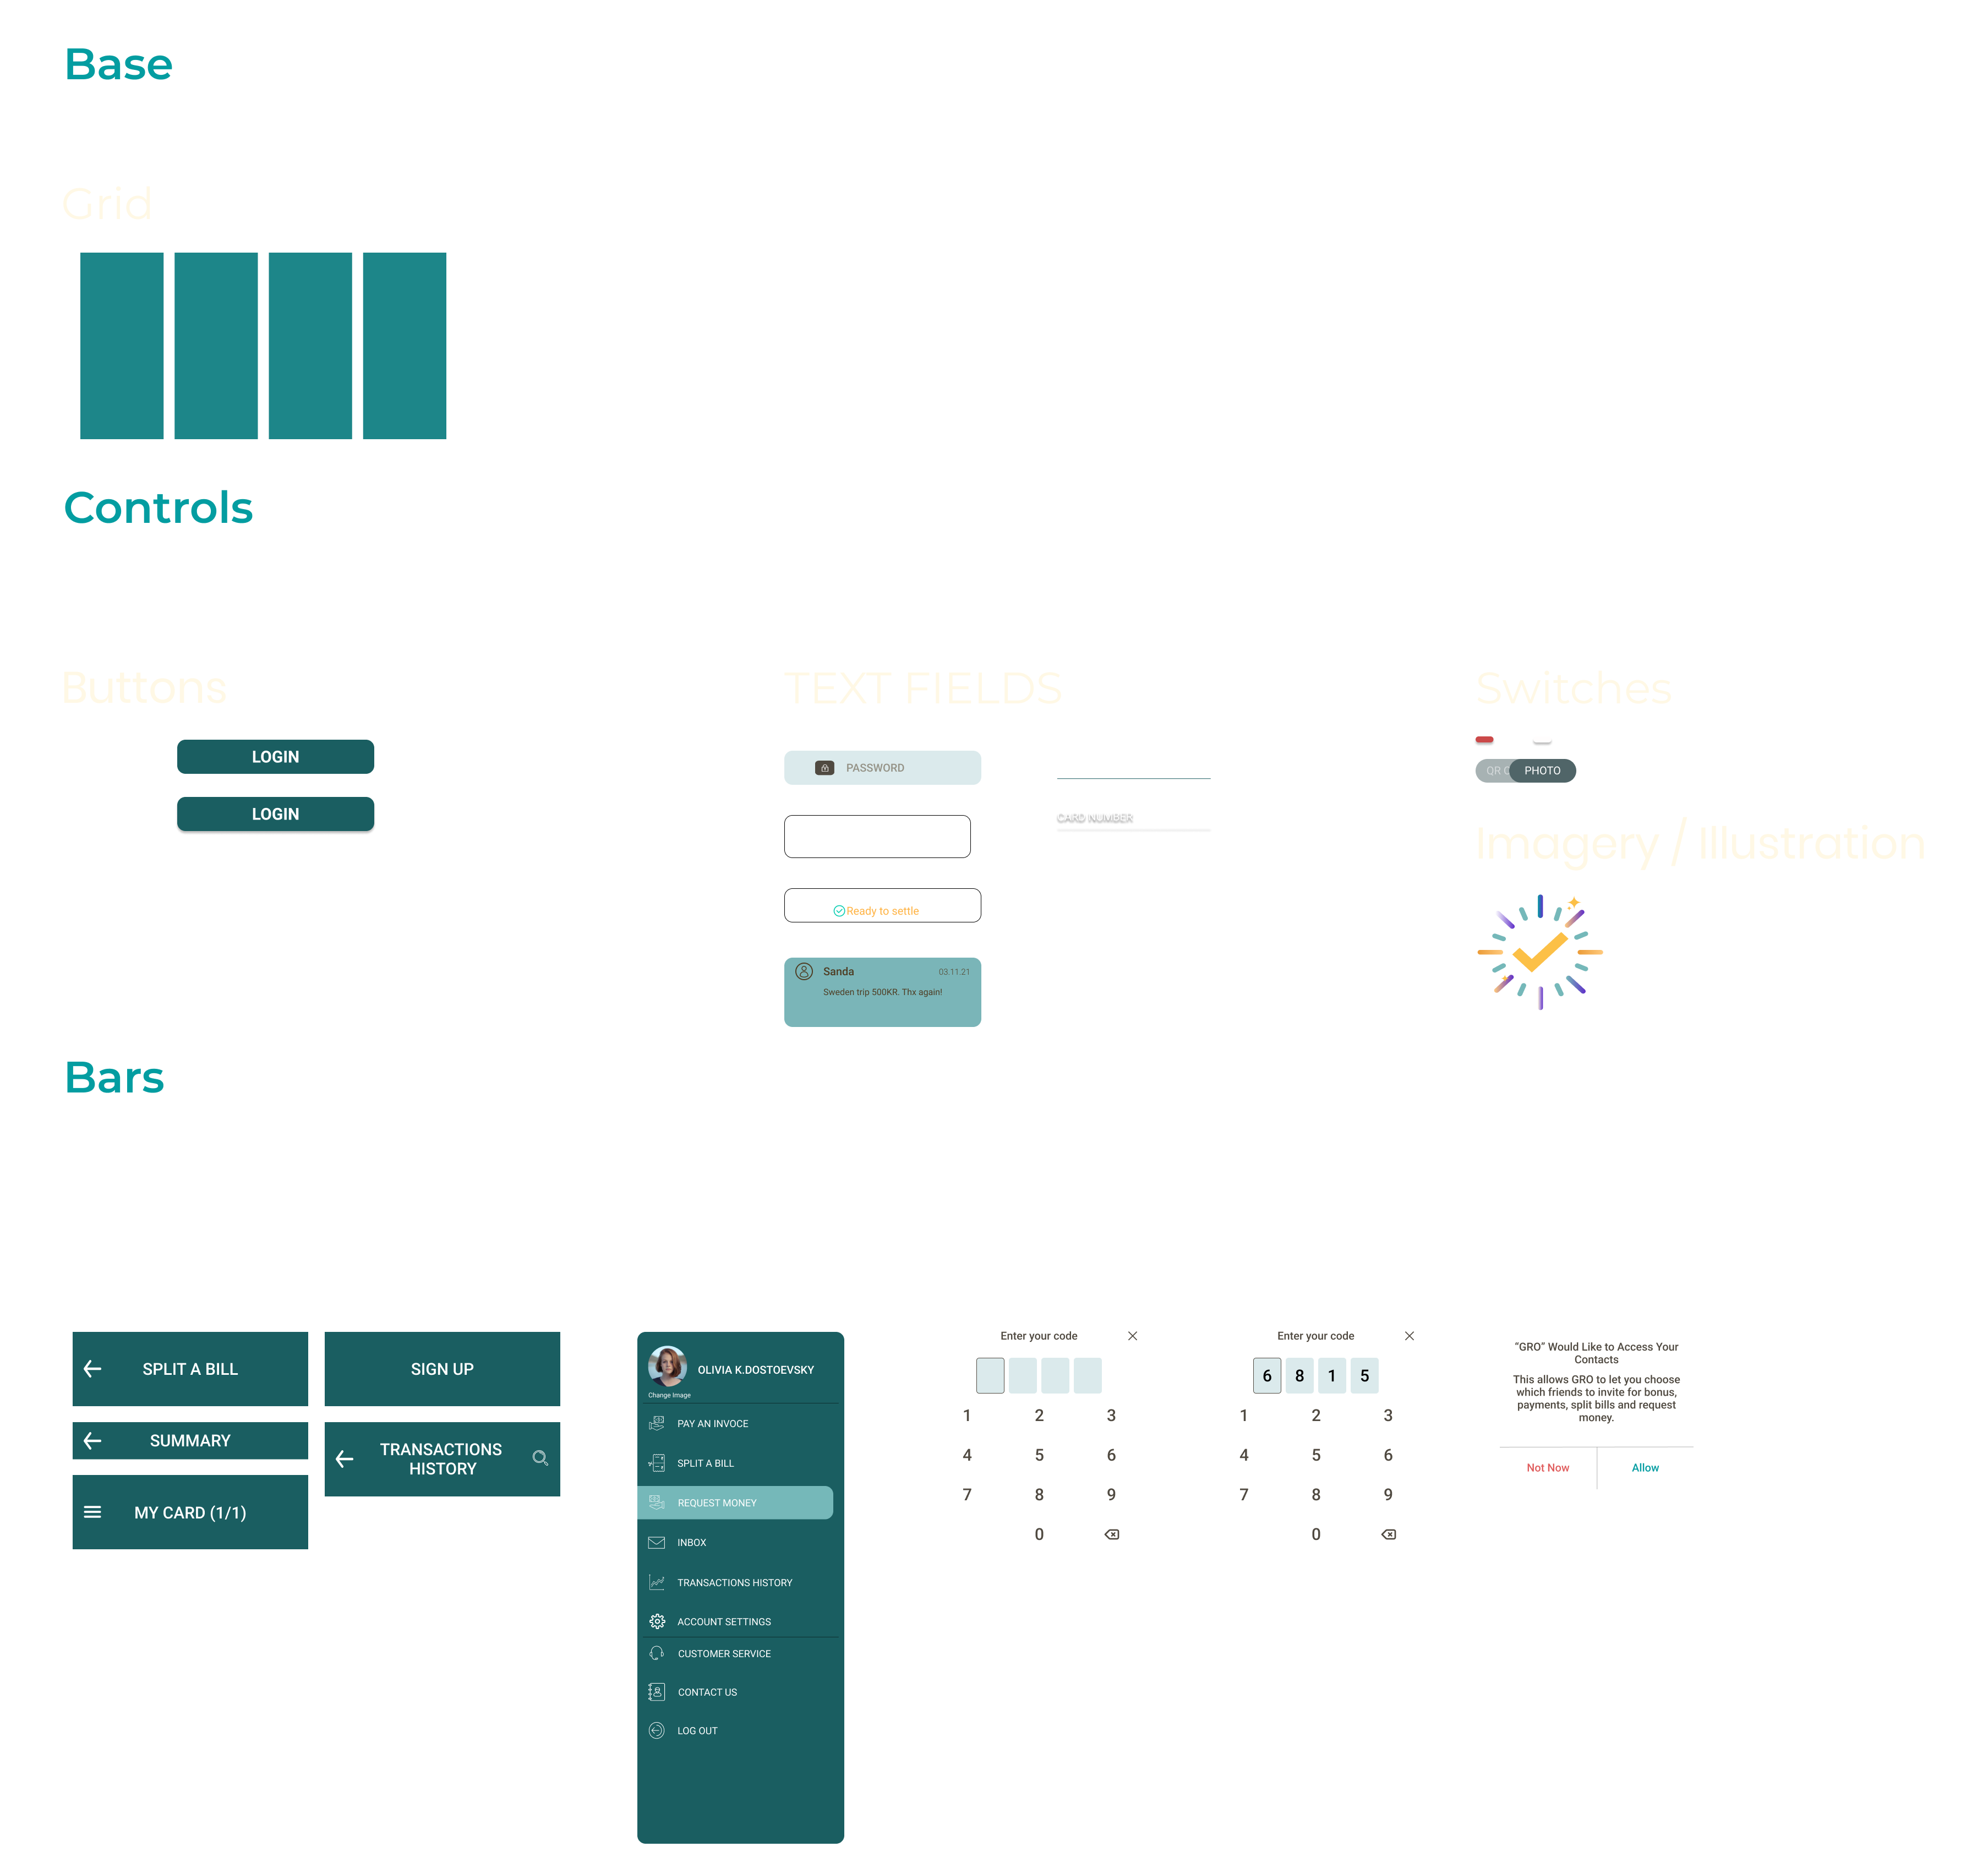 Base
Grid
Controls
Buttons
LOGIN
LOGIN
TEXT FIELDS
PASSWORD
CARD NUMBER
Ready to settle
Sanda
03.11.21
Sweden trip 500KR. Thx again!
Switches
QR
PHOTO
Imagery / Illustration
Bars
SPLIT A BILL
SUMMARY
MY CARD (1/1)
SIGN UP
TRANSACTIONS
HISTORY
OLIVIA K.DOSTOEVSKY
Change Image
PAY AN INVOCE
SPLIT A BILL
REQUEST MONEY
INBOX
TRANSACTIONS HISTORY
ACCOUNT SETTINGS
CUSTOMER SERVICE
CONTACT US
LOG OUT
Enter your code
1 2 3
4 5 6
7 8 9
0
Enter your code
6 8 1 5
1 2 3
4 5 6
7 8 9
0
“GRO” Would Like to Access Your
Contacts
This allows GRO to let you choose
which friends to invite for bonus,
payments, split bills and request
money.
Not Now
Allow